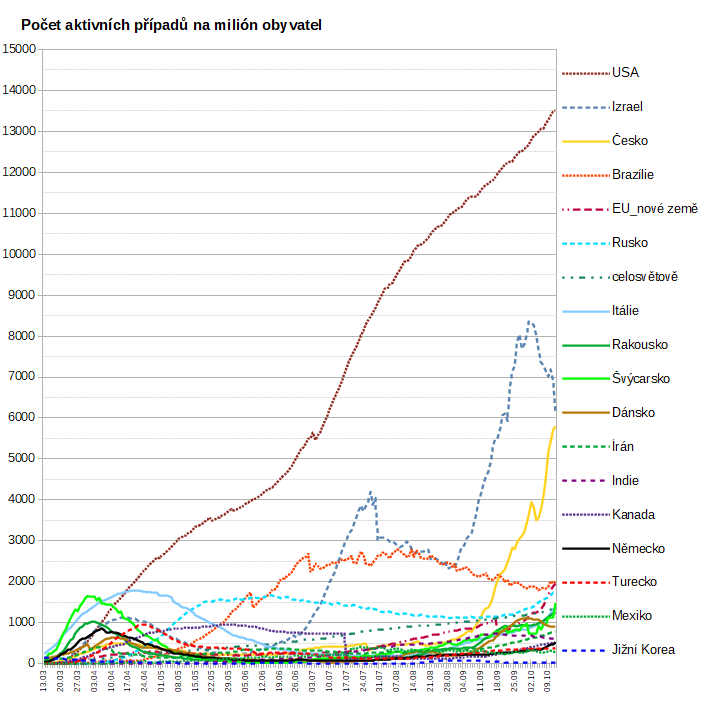 Počet aktivních případů na milión obyvatel
15000
14000
13000
12000
11000
10000
9000
8000
7000
6000
5000
4000
3000
2000
1000
0
13.03
20.03
27.03
03.04
10.04
17.04
24.04
01.05
08.05
15.05
22.05
29.05
05.06
12.06
19.06
26.06
03.07
10.07
17.07
24.07
31.07
07.08
14.08
21.08
28.08
04.09
11.09
18.09
12.10
19.10
USA
Izrael
Česko
Brazílie
EU_nové země
Rusko
celosvětově
Itálie
Rakousko
Švýcarsko
Dánsko
Írán
Indie
Kanada
Německo
Turecko
Mexiko
Jižní Korea